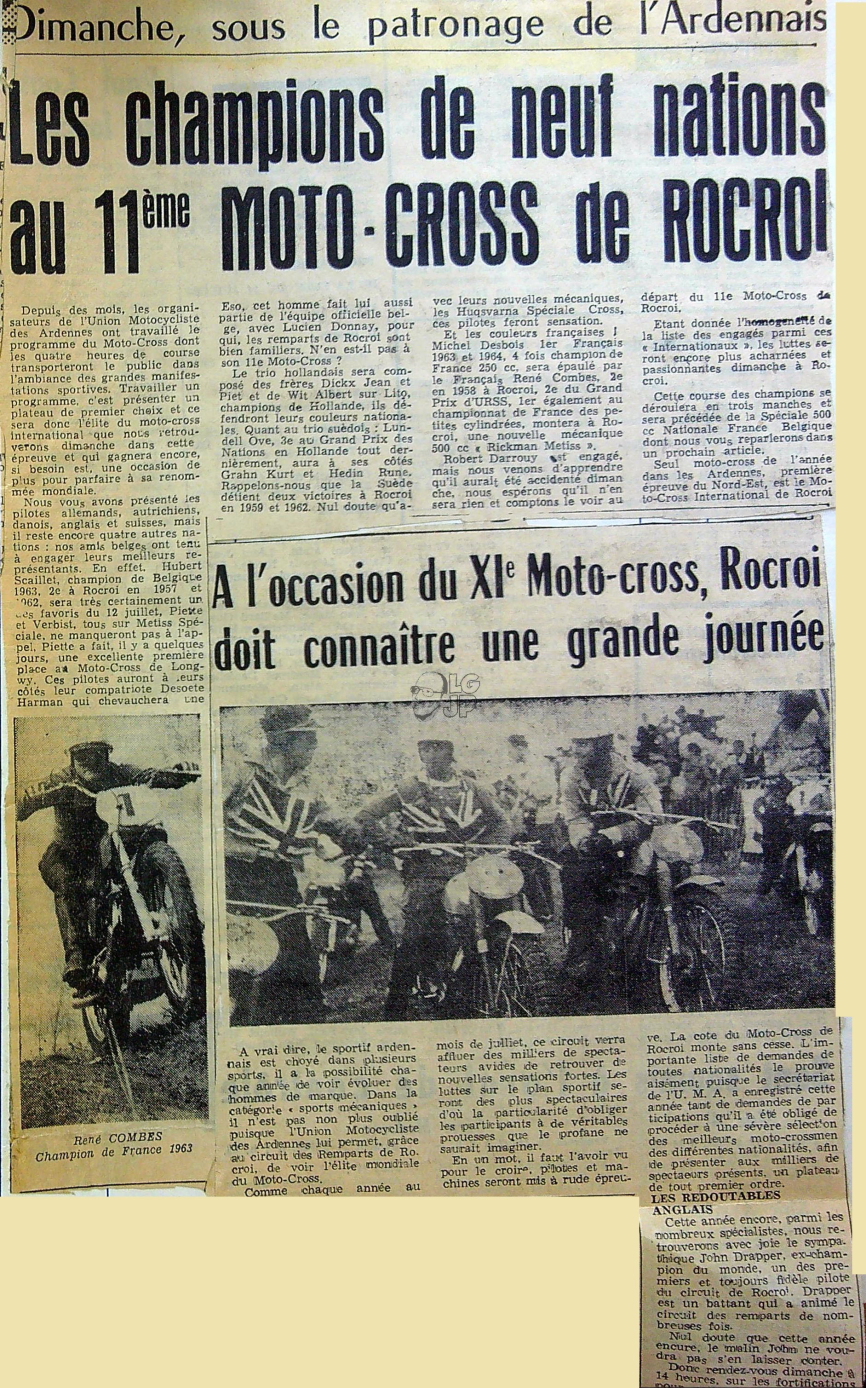 Dimanche, sous le patronage de l'Ardennais
Les champions de neuf nations
au 11ème MOTO-CROSS de ROCROI
Depuis des mois, les organi-
sateurs de l'Union Motocycliste
des Ardennes ont travaillé le
programme du Moto-Cross dont
les quatre heures de course
transporteront le public dans
l'ambiance des grandes manifes-
tations sportives. Travailler un
programme, c'est présenter un
plateau de premier choix et ce
sera donc l'élite du moto-cross
international que nous retrou-
verons dimanche dans cette
épreuve et qui gagnera encore,
si besoin est, une occasion de
plus pour parfaire à sa renom-
mée mondiale.
Nous vous avons présenté les
pilotes allemands, autrichiens,
danois, anglais et suisses, mais
il reste encore quatre autres na-
tions : nos amis belges ont tenu
à engager leurs meilleurs re-
présentants. En effet, Hubert
Scaillet, champion de Belgique
1963, 2e à Rocroi en 1957 et
1962, sera très certainement un
des favoris du 12 juillet, Piette
et Verbist, tous sur Metiss Spé-
ciale, ne manqueront pas à l'ap-
pel. Piette a fait, il y a quelques
jours, une excellente première
place au Moto-Cross de Long-
wy. Ces pilotes auront à leurs
côtés leur compatriote Desoete
Harman qui chevauchera une
Eso, cet homme fait lui aussi
partie de l'équipe officielle bel-
ge, avec Lucien Donnay, pour
qui, les remparts de Rocroi sont
bien familiers. N'en est-il pas à
son 11e Moto-Cross ?
Le trio hollandais sera com-
posé des frères Dickx Jean et
Piet et de Wit Albert sur Lito,
champions de Hollande, ils dé-
fendront leurs couleurs nationa-
les. Quant au trio suédois : Lun-
dell Ove, 3e au Grand Prix des
Nations en Hollande tout der-
nièrement, aura à ses côtés
Grahn Kurt et Hedin Rune.
Rappelons-nous que la Suède
détient deux victoires à Rocroi
en 1959 et 1962. Nul doute qu'a-
vec leurs nouvelles mécaniques,
les Huqsvarna Spéciale Cross,
ces pilotes feront sensation.
Et les couleurs françaises !
Michel Desbois 1er Français
1963 et 1964, 4 fois champion de
France 250 cc. sera épaulé par
le Français René Combes, 2e
en 1958 à Rocroi, 2e du Grand
Prix d'URSS, 1er également au
championnat de France des pe-
tites cylindrées, montera à Ro-
croi, une nouvelle mécanique
500 cc « Rickman Metiss ».
Robert Darrouy est engagé,
mais nous venons d'apprendre
qu'il aurait été accidenté diman
che, nous espérons qu'il n'en
sera rien et comptons le voir au
départ du 11e Moto-Cross de
Rocroi.
Etant donnée l'homogénéité de
la liste des engagés parmi ces
« Internationaux », les luttes se-
ront encore plus acharnées et
passionnantes dimanche à Ro-
croi.
Cette course des champions se
déroulera en trois manches et
sera précédée de la Spéciale 500
cc Nationale France Belgique
dont nous vous reparlerons dans
un prochain article.
Seul moto-cross de l'année
dans les Ardennes, première
épreuve du Nord-Est, est le Mo-
to-Cross International de Rocroi
A l'occasion du XIe Moto-cross, Rocroi
doit connaître une grande journée
LG
JP
René COMBES
Champion de France 1963
A vrai dire, le sportif arden-
nais est choyé dans plusieurs
sports, il a la possibilité cha-
que année de voir évoluer des
hommes de marque. Dans la
catégorie « sports mécaniques »
il n'est pas non plus oublié
puisque l'Union Motocycliste
des Ardennes lui permet, grâce
au circuit des Remparts de Ro-
croi, de voir l'élite mondiale
du Moto-Cross.
Comme chaque année au
mois de juillet, ce circuit verra
affluer des milliers de specta-
teurs avides de retrouver de
nouvelles sensations fortes. Les
luttes sur le plan sportif se-
ront des plus spectaculaires
d'où la particularité d'obliger
les participants à de véritables
prouesses que le profane ne
saurait imaginer.
En un mot, il faut l'avoir vu
pour le croire, pilotes et ma-
chines seront mis à rude épreu-
ve. La cote du Moto-Cross de
Rocroi monte sans cesse. L'im-
portante liste de demandes de
toutes nationalités le prouve
aisément puisque le secrétariat
de l'U. M. A. a enregistré cette
année tant de demandes de par
ticipations qu'il a été obligé de
procéder à une sévère sélection
des meilleurs moto-crossmen
des différentes nationalités, afin
de présenter aux milliers de
spectaeurs présents, un plateau
de tout premier ordre.
LES REDOUTABLES
ANGLAIS
Cette année encore, parmi les
nombreux spécialistes, nous re-
trouverons avec joie le sympa-
thique John Drapper, ex-cham-
pion du monde, un des pre-
miers et toujours fidèle pilote
du circuit de Rocroi. Drapper
est un battant qui a animé le
circuit des remparts de nom-
breuses fois.
Nul doute que cette année
encure, le malin John ne vou-
dra pas s'en laisser conter.
Donc rendez-vous dimanche à
14 heures, sur les fortifications